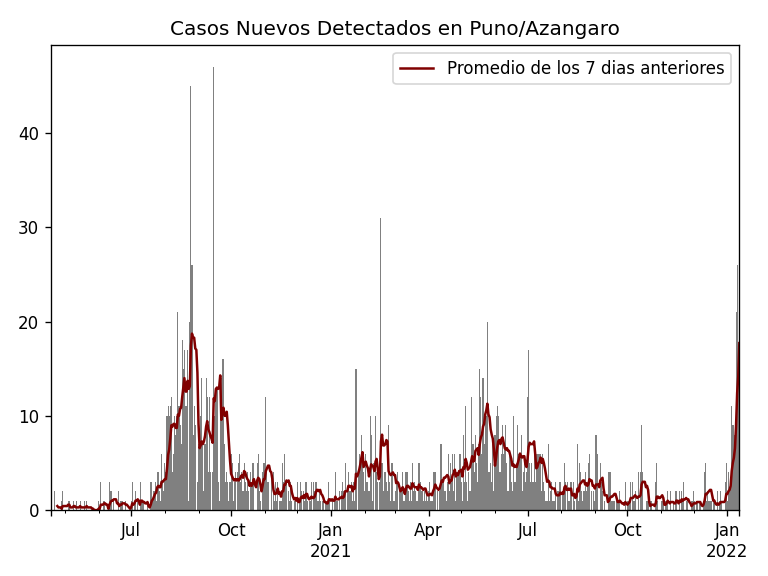 Casos Nuevos Detectados en Puno/Azangaro
Promedio de los 7 dias anteriores
40
30
20
10
0
Jul Oct Jan Apr Jul Oct Jan
2021 2022